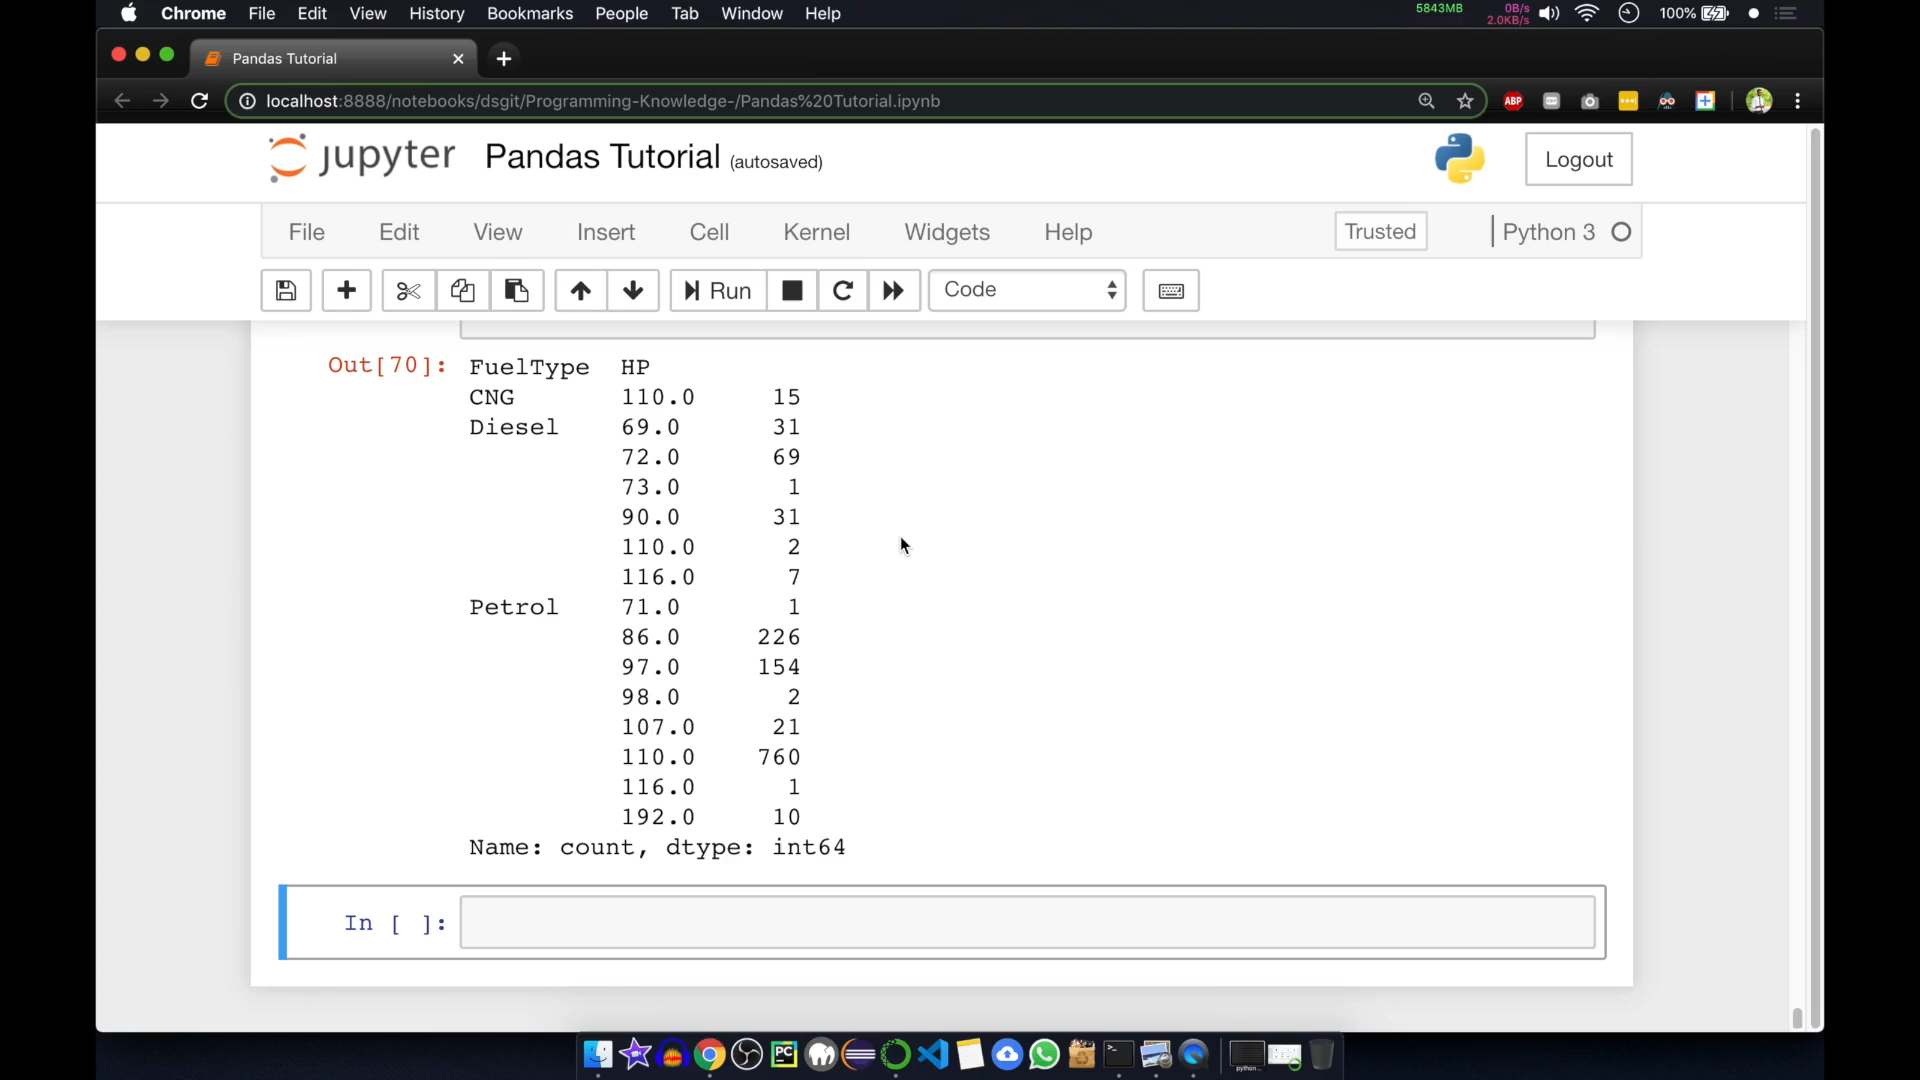 Chrome File Edit View History Bookmarks People Tab Window Help 5843MB 0B/s 2.0KB/s 100%
Pandas Tutorial
localhost:8888/notebooks/dsgit/Programming-Knowledge-/Pandas%20Tutorial.ipynb ABP
jupyter Pandas Tutorial (autosaved) Logout
File Edit View Insert Cell Kernel Widgets Help Trusted Python 3
Run Code
Out[70]: FuelType HP
CNG 110.0 15
Diesel 69.0 31
72.0 69
73.0 1
90.0 31
110.0 2
116.0 7
Petrol 71.0 1
86.0 226
97.0 154
98.0 2
107.0 21
110.0 760
116.0 1
192.0 10
Name: count, dtype: int64
In [ ]:
PC
python ...